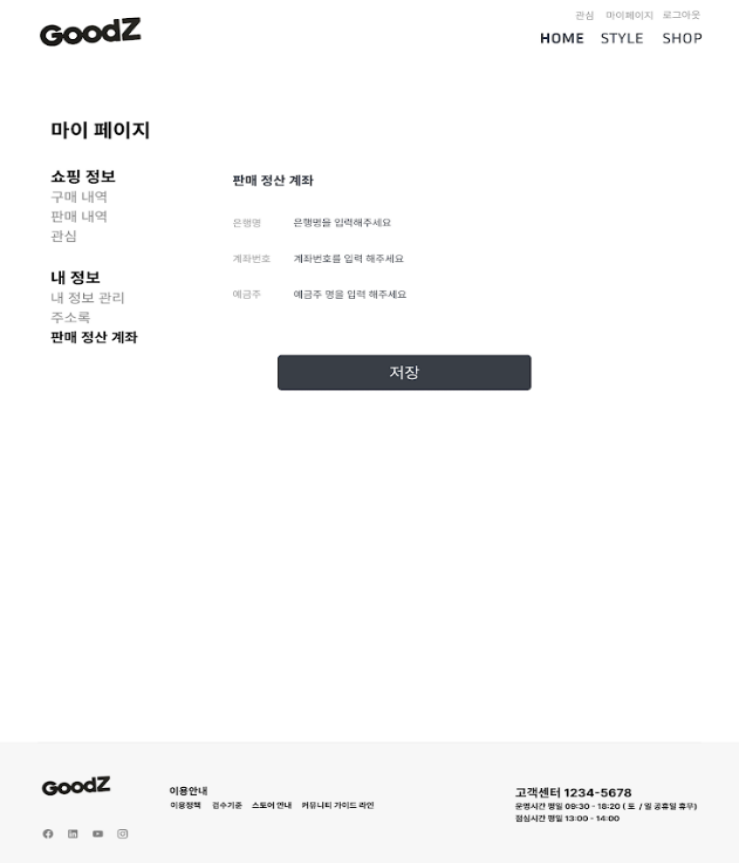 관심 마이페이지 로그아웃
GoodZ
HOME STYLE SHOP
마이 페이지
쇼핑 정보
구매 내역
판매 내역
관심
내 정보
내 정보 관리
주소록
판매 정산 계좌
판매 정산 계좌
은행명 은행명을 입력해주세요
계좌번호 계좌번호를 입력 해주세요
예금주 예금주 명을 입력 해주세요
저장
GoodZ
이용안내
이용정책 검수기준 스토어 안내 커뮤니티 가이드 라인
고객센터 1234-5678
운영시간 평일 09:30 - 18:20 ( 토 / 일 공휴일 휴무)
점심시간 평일 13:00 - 14:00